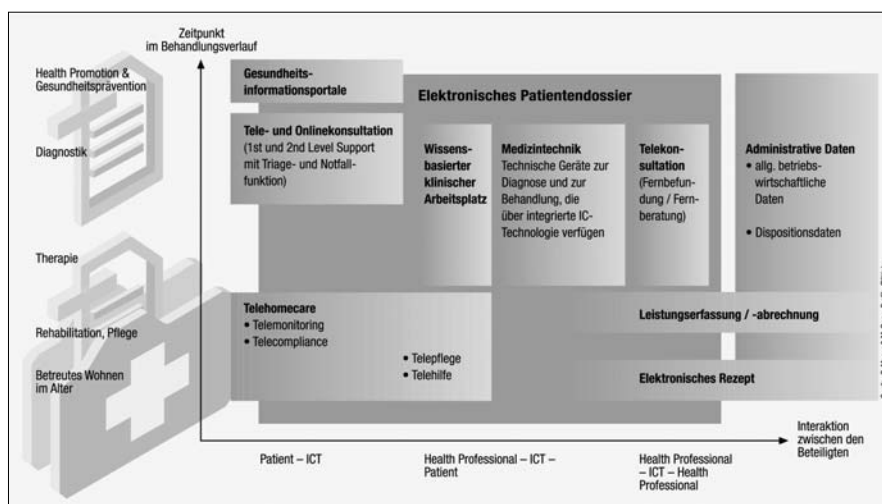 Zeitpunkt
im Behandlungsverlauf
Health Promotion &
Gesundheitsprävention
Diagnostik
Therapie
Rehabilitation, Pflege
Betreutes Wohnen
im Alter
Gesundheits-
informationsportale
Elektronisches Patientendossier
Tele- und Onlinekonsultation
(1st und 2nd Level Support
mit Triage- und Notfall-
funktion)
Wissens-
basierter
klinischer
Arbeitsplatz
Medizintechnik
Technische Geräte zur
Diagnose und zur
Behandlung, die
über integrierte IC-
Technologie verfügen
Telekon-
sultation
(Fernbefun-
dung / Fern-
beratung)
Administrative Daten
• allg. betriebs-
wirtschaftliche
Daten
• Dispositionsdaten
Telehomecare
• Telemonitoring
• Telecompliance
• Telepflege
• Telehilfe
Leistungserfassung / -abrechnung
Elektronisches Rezept
Interaktion
zwischen den
Beteiligten
Patient – ICT
Health Professional – ICT –
Patient
Health Professional
– ICT – Health
Professional